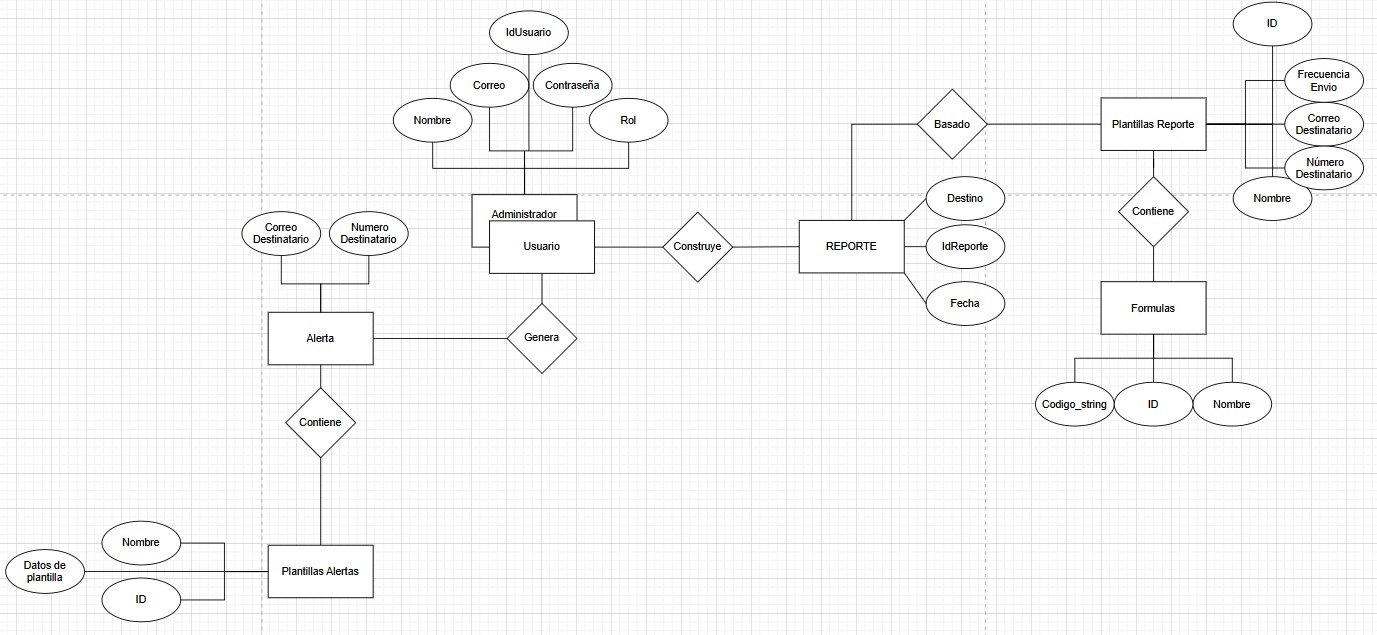 ID
IdUsuario
Frecuencia
Envio
Correo
Contraseña
Nombre
Rol
Basado
Plantillas Reporte
Correo
Destinatario
Número
Destinatario
Destino
Nombre
Administrador
Contiene
Correo
Destinatario
Numero
Destinatario
Usuario
Construye
REPORTE
IdReporte
Fecha
Formulas
Alerta
Genera
Codigo_string
ID
Nombre
Contiene
Nombre
Datos de
plantilla
Plantillas Alertas
ID